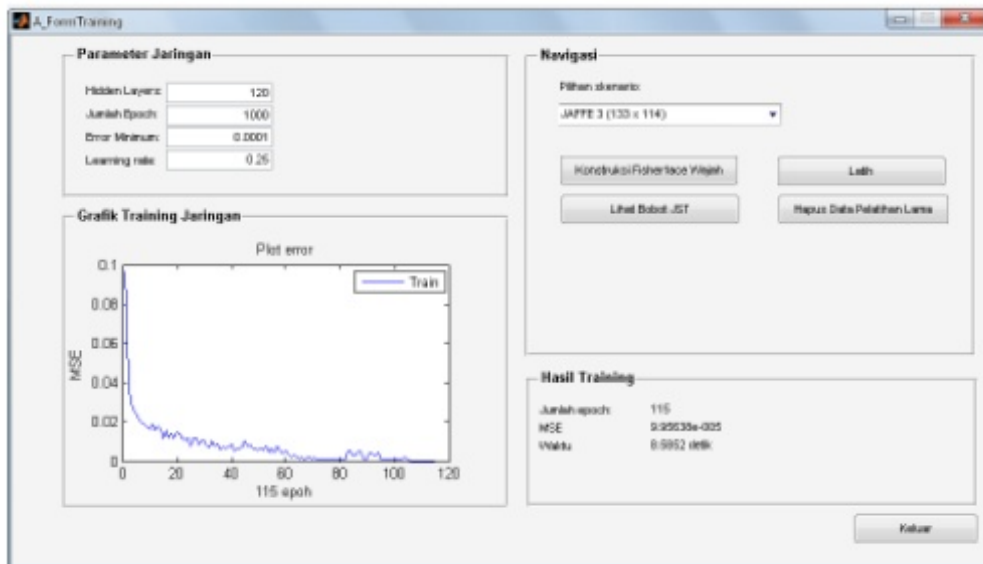 A_FormTraining
Parameter Jaringan
Hidden Layers: 120
Jumlah Epoch: 1000
Error Minimum: 0.0001
Learning rate: 0.25
Grafik Training Jaringan
Plot error
Train
MSE
0.1
0.08
0.06
0.04
0.02
0
0 20 40 60 80 100 120
115 epoh
Navigasi
Pilihan skenario:
JAFFE 3 (133 x 114)
Konstruksi Fisherface Wajah
Latih
Lihat Bobot JST
Hapus Data Pelatihan Lama
Hasil Training
Jumlah epoch: 115
MSE 9.95638e-005
Waktu 8.5852 detik
Keluar